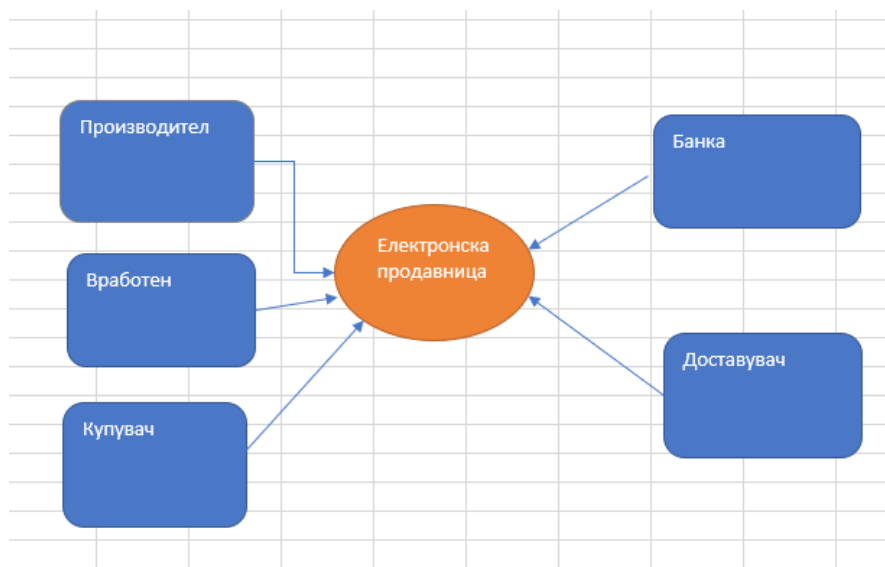 Производител
Банка
Електронска
продавница
Вработен
Доставувач
Купувач